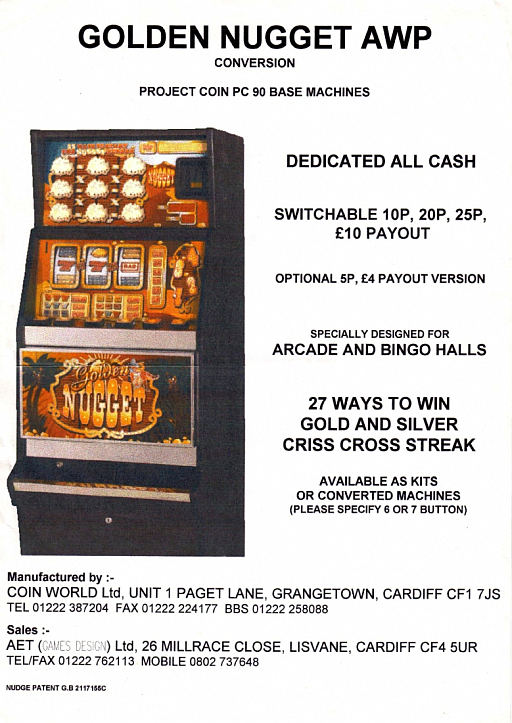 GOLDEN NUGGET AWP
CONVERSION
PROJECT COIN PC 90 BASE MACHINES
DEDICATED ALL CASH
SWITCHABLE 10P, 20P, 25P,
£10 PAYOUT
OPTIONAL 5P, £4 PAYOUT VERSION
SPECIALLY DESIGNED FOR
ARCADE AND BINGO HALLS
27 WAYS TO WIN
GOLD AND SILVER
CRISS CROSS STREAK
AVAILABLE AS KITS
OR CONVERTED MACHINES
(PLEASE SPECIFY 6 OR 7 BUTTON)
Golden
NUGGET
Manufactured by :-
COIN WORLD Ltd, UNIT 1 PAGET LANE, GRANGETOWN, CARDIFF CF1 7JS
TEL 01222 387204 FAX 01222 224177 BBS 01222 258088
Sales :-
AET (GAMES DESIGN) Ltd, 26 MILLRACE CLOSE, LISVANE, CARDIFF CF4 5UR
TEL/FAX 01222 762113 MOBILE 0802 737648
NUDGE PATENT G.B 2117155C